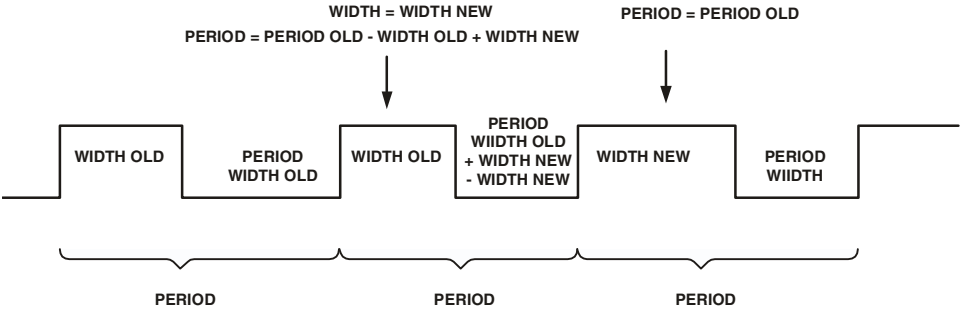 WIDTH = WIDTH NEW
PERIOD = PERIOD OLD - WIDTH OLD + WIDTH NEW
PERIOD = PERIOD OLD
WIDTH OLD
PERIOD
WIDTH OLD
WIDTH OLD
PERIOD
WIIDTH OLD
+ WIDTH NEW
- WIDTH NEW
WIDTH NEW
PERIOD
WIIDTH
PERIOD
PERIOD
PERIOD